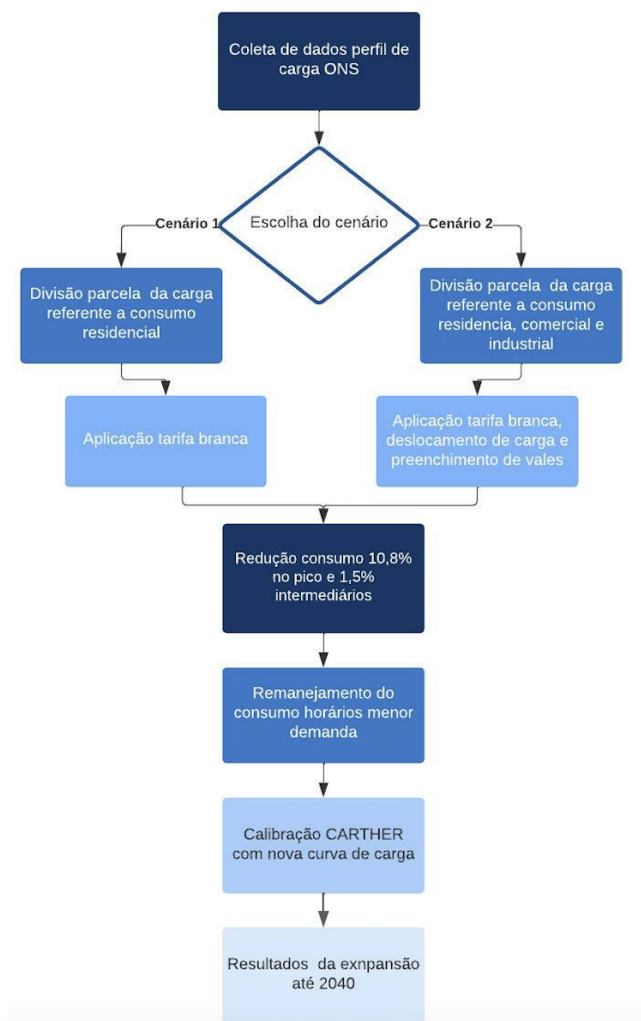 Coleta de dados perfil de
carga ONS
Escolha do cenário
Cenário 1
Cenário 2
Divisão parcela da carga
referente a consumo
residencial
Divisão parcela da carga
referente a consumo
residencia, comercial e
industrial
Aplicação tarifa branca
Aplicação tarifa branca,
deslocamento de carga e
preenchimento de vales
Redução consumo 10,8%
no pico e 1,5%
intermediários
Remanejamento do
consumo horários menor
demanda
Calibração CARTHER
com nova curva de carga
Resultados da exnpansão
até 2040